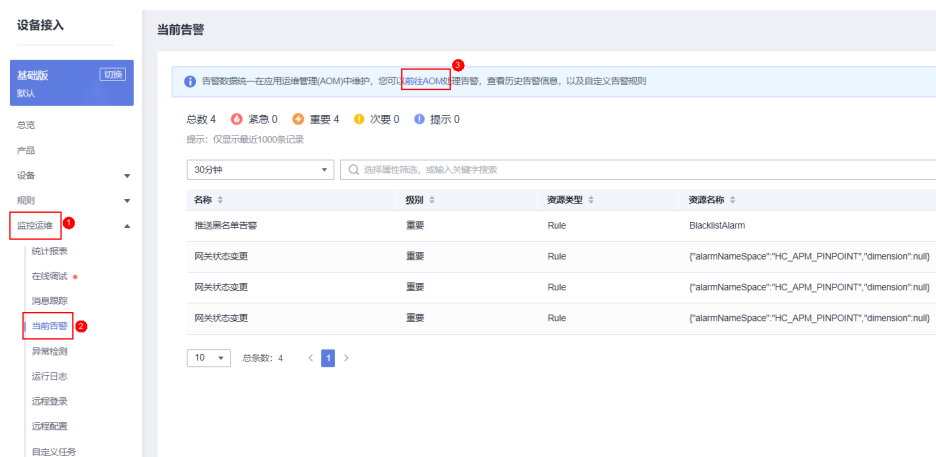 设备接入
基础版 切换
默认
总览
产品
设备
规则
监控运维 1
统计报表
在线调试
消息跟踪
当前告警 2
异常检测
运行日志
远程登录
远程配置
自定义任务
当前告警
3
告警数据统一在应用运维管理(AOM)中维护，您可以前往AOM处理告警，查看历史告警信息，以及自定义告警规则
总数 4 紧急 0 重要 4 次要 0 提示 0
提示：仅显示最近1000条记录
30分钟 选择属性筛选，或输入关键字搜索
名称 级别 资源类型 资源名称
推送黑名单告警 重要 Rule BlacklistAlarm
网关状态变更 重要 Rule {"alarmNameSpace":"HC_APM_PINPOINT","dimension":null}
网关状态变更 重要 Rule {"alarmNameSpace":"HC_APM_PINPOINT","dimension":null}
网关状态变更 重要 Rule {"alarmNameSpace":"HC_APM_PINPOINT","dimension":null}
10 总条数：4 < 1 >